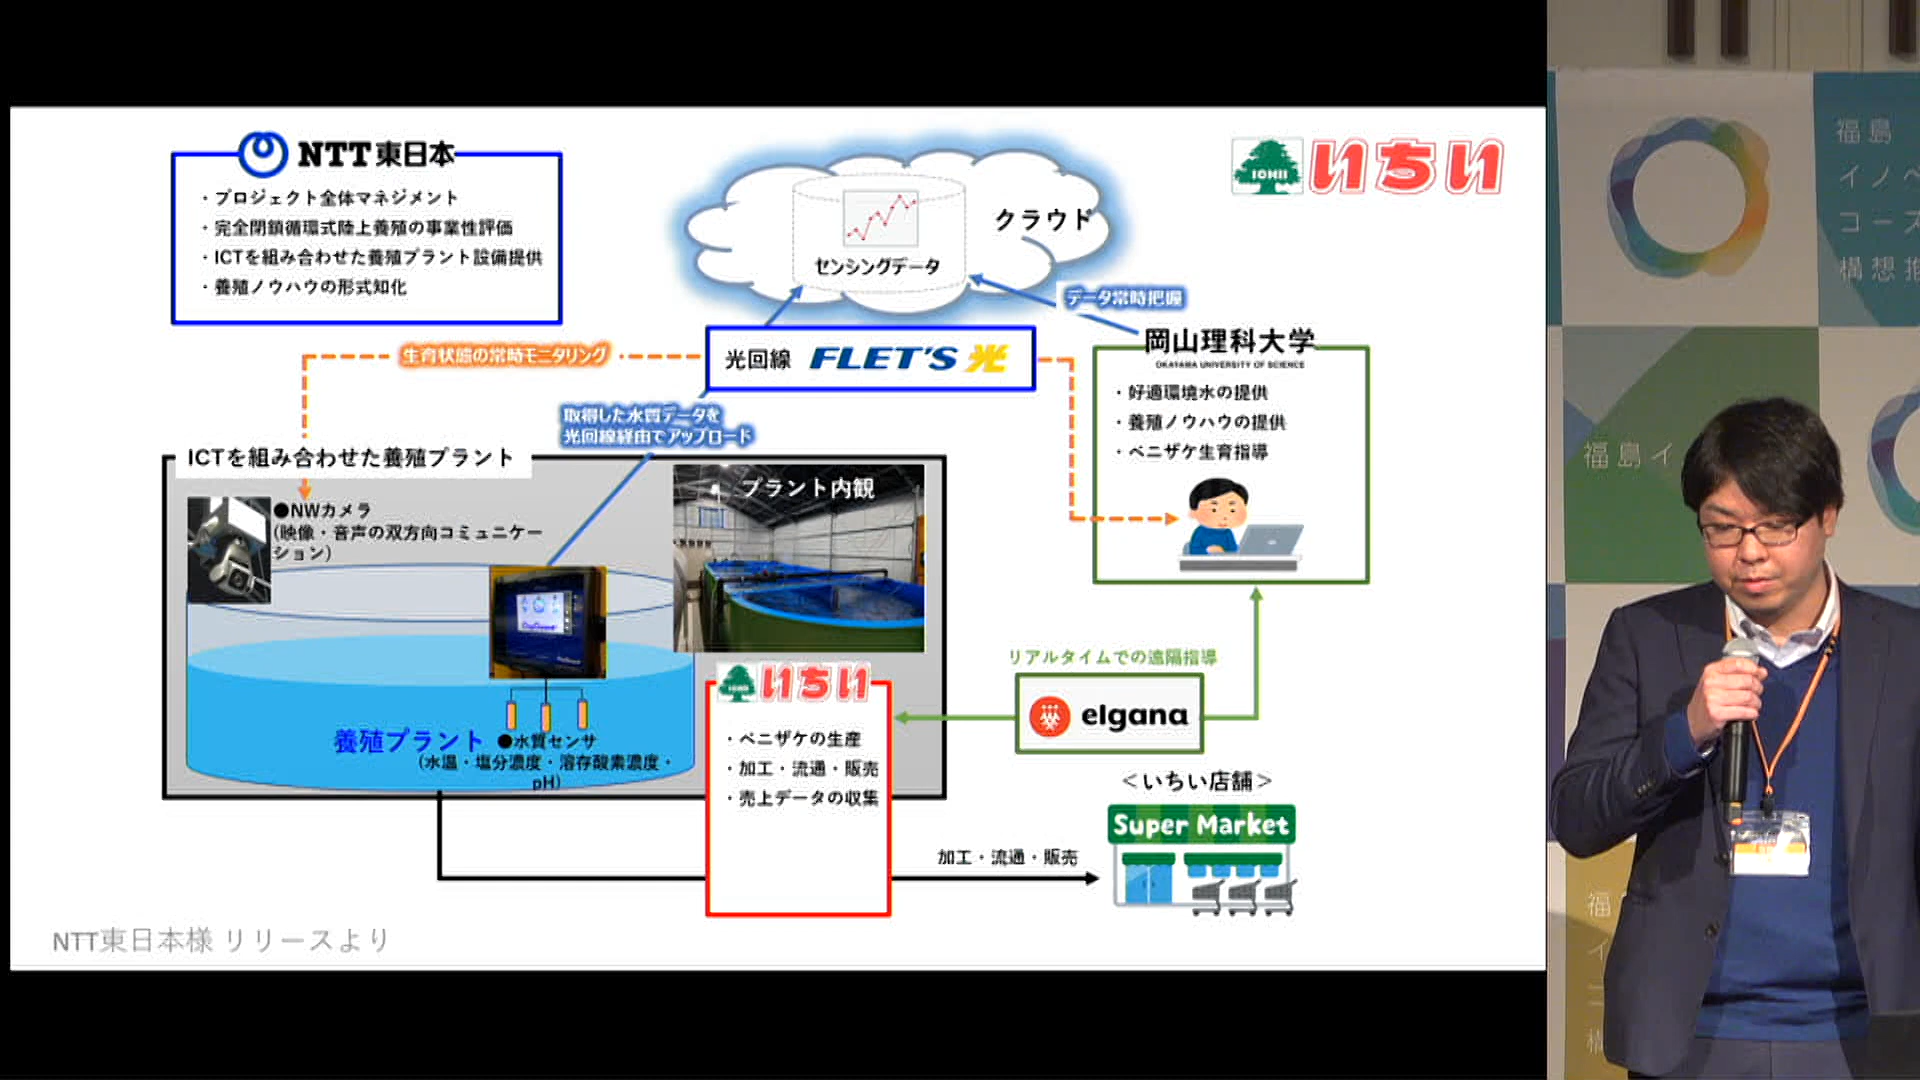 NTT東日本
・プロジェクト全体マネジメント
・完全閉鎖循環式陸上養殖の事業性評価
・ICTを組み合わせた養殖プラント設備提供
・養殖ノウハウの形式知化
クラウド
センシングデータ
ICHII いちい
データ常時把握
生育状態の常時モニタリング
光回線 FLET'S 光
取得した水質データを
光回線経由でアップロード
岡山理科大学
OKAYAMA UNIVERSITY OF SCIENCE
・好適環境水の提供
・養殖ノウハウの提供
・ベニザケ生育指導
ICTを組み合わせた養殖プラント
●NWカメラ
(映像・音声の双方向コミュニケー
ション)
プラント内観
養殖プラント
●水質センサ
(水温・塩分濃度・溶存酸素濃度・
pH)
いちい
・ベニザケの生産
・加工・流通・販売
・売上データの収集
リアルタイムでの遠隔指導
elgana
<いちい店舗>
Super Market
加工・流通・販売
NTT東日本様 リリースより
福島
イノベ
コース
構想推
福島イ
福
イ
コ
構